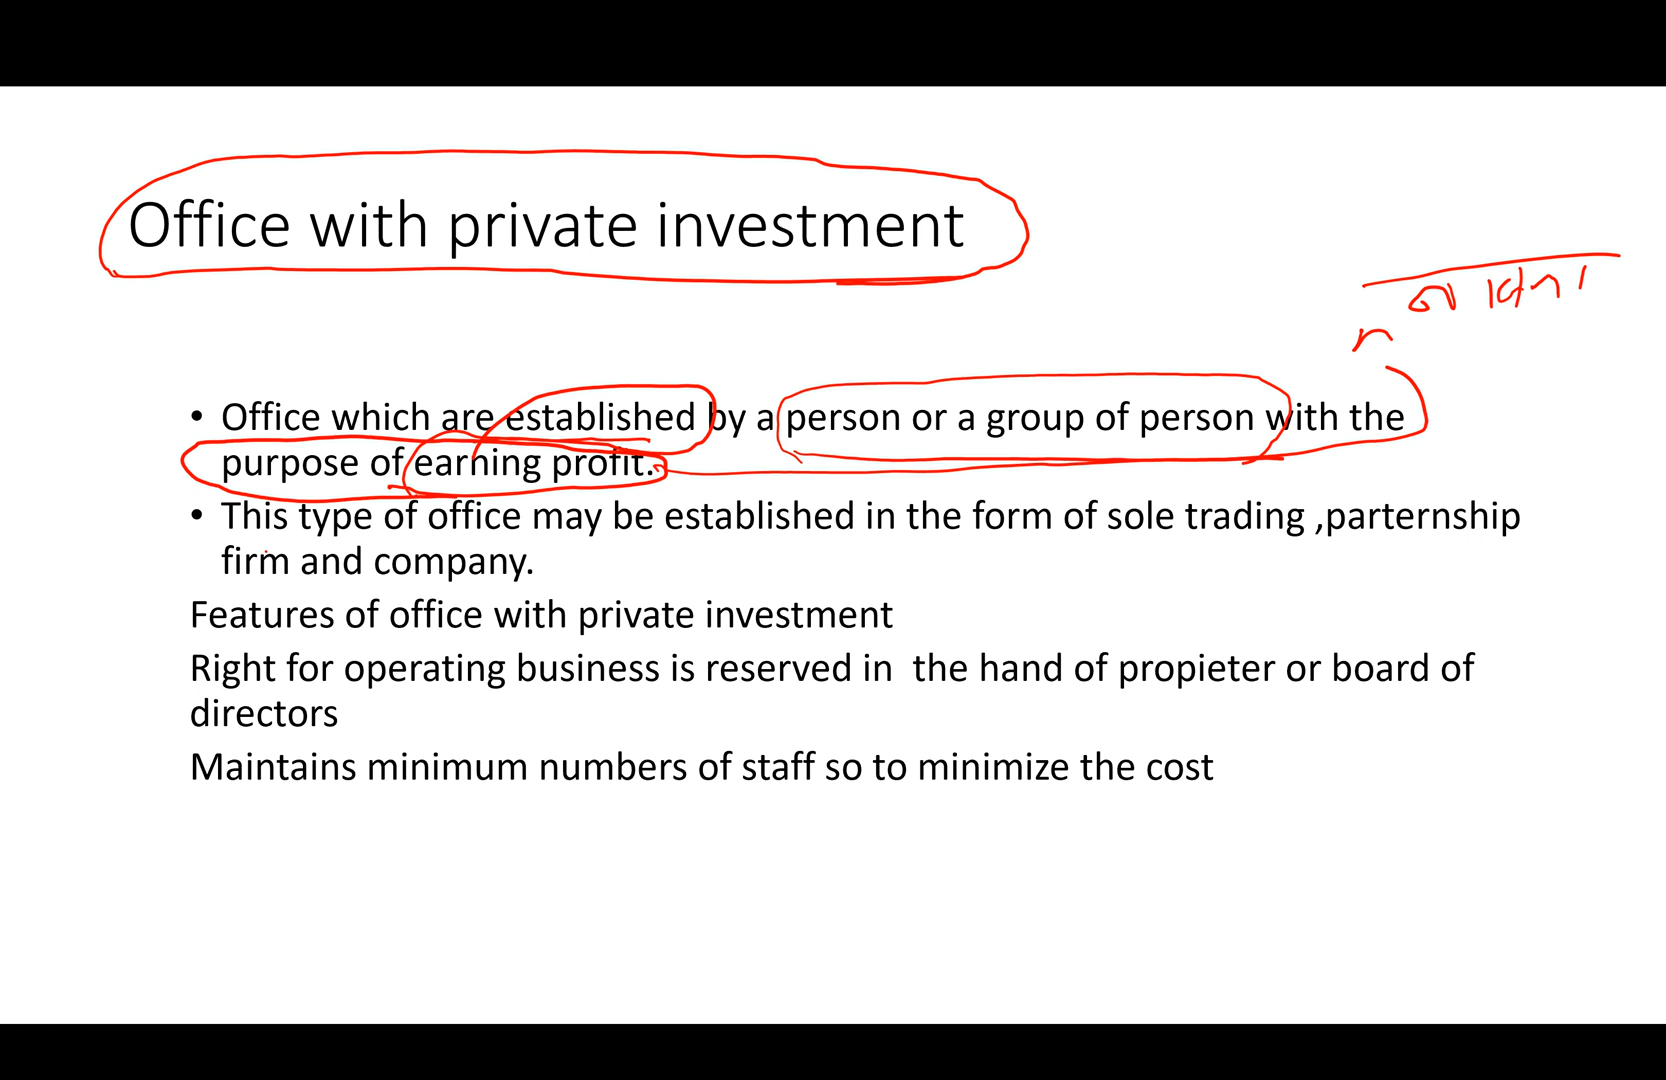 Office with private investment
• Office which are established by a person or a group of person with the
purpose of earning profit.
• This type of office may be established in the form of sole trading ,parternship
firm and company.
Features of office with private investment
Right for operating business is reserved in  the hand of propieter or board of
directors
Maintains minimum numbers of staff so to minimize the cost